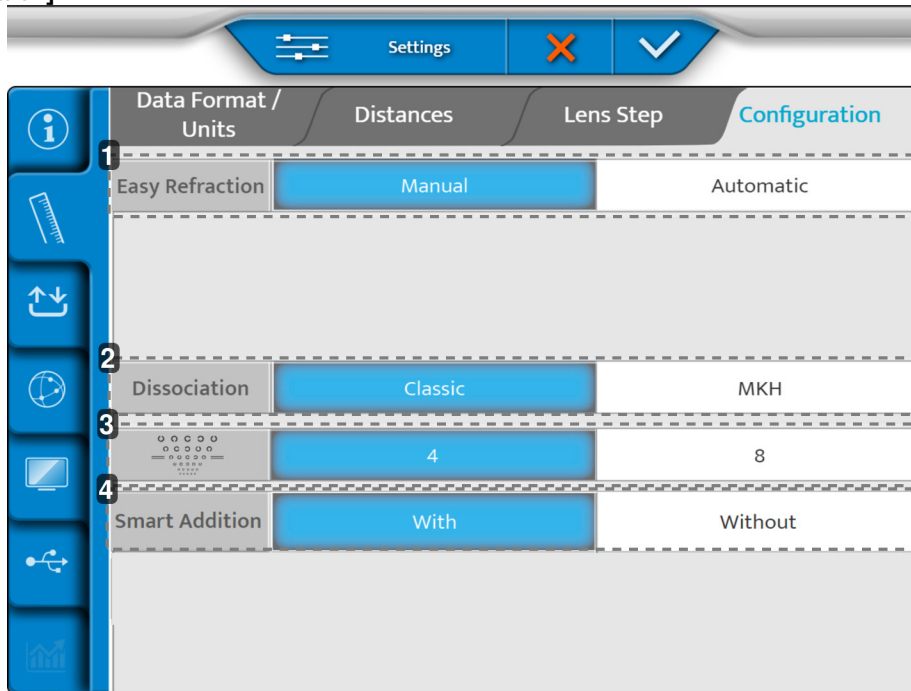 Settings
Data Format /
Units
Distances
Lens Step
Configuration
1
Easy Refraction
Manual
Automatic
2
Dissociation
Classic
MKH
3
4
8
4
Smart Addition
With
Without